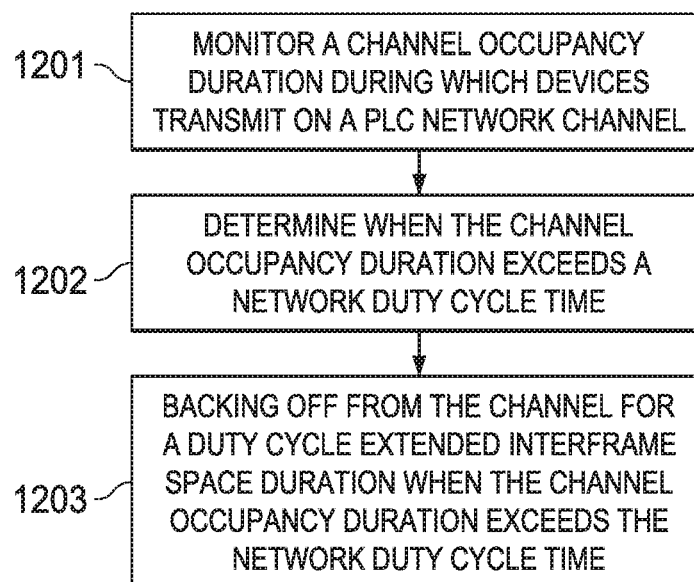 1201
MONITOR A CHANNEL OCCUPANCY
DURATION DURING WHICH DEVICES
TRANSMIT ON A PLC NETWORK CHANNEL
1202
DETERMINE WHEN THE CHANNEL
OCCUPANCY DURATION EXCEEDS A
NETWORK DUTY CYCLE TIME
1203
BACKING OFF FROM THE CHANNEL FOR
A DUTY CYCLE EXTENDED INTERFRAME
SPACE DURATION WHEN THE CHANNEL
OCCUPANCY DURATION EXCEEDS THE
NETWORK DUTY CYCLE TIME